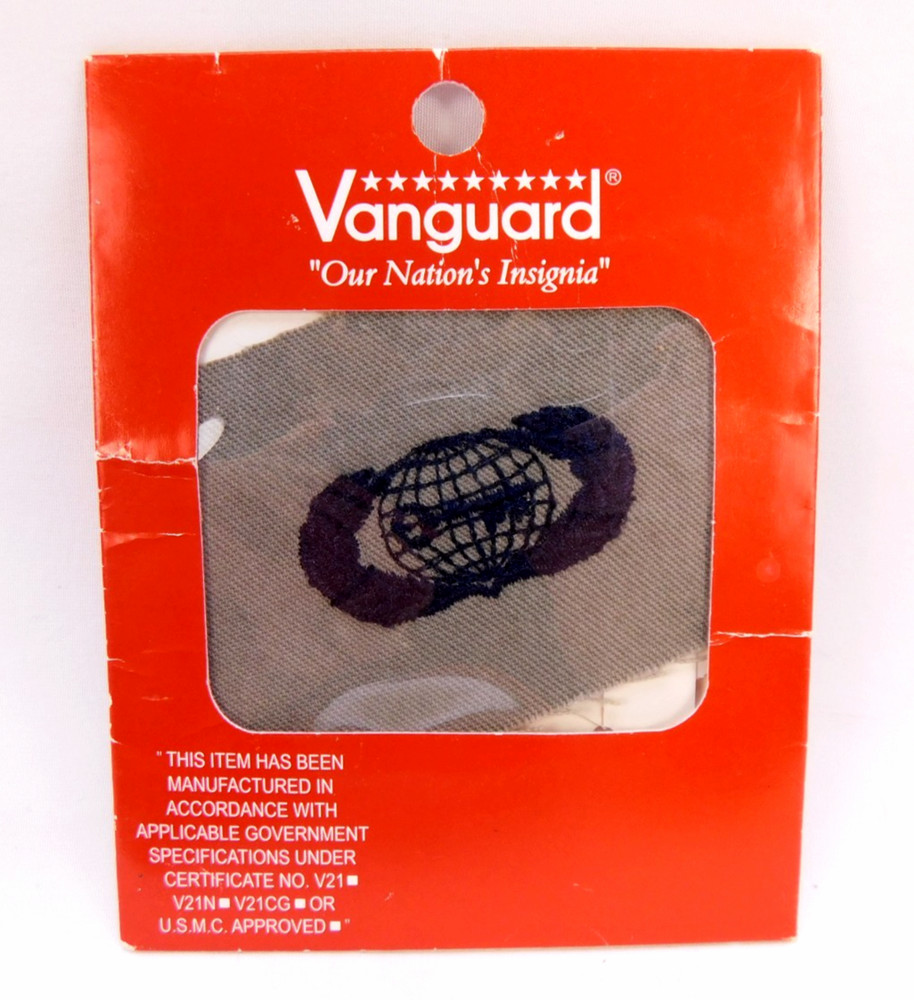 Vanguard®
"Our Nation's Insignia"
" THIS ITEM HAS BEEN
MANUFACTURED IN
ACCORDANCE WITH
APPLICABLE GOVERNMENT
SPECIFICATIONS UNDER
CERTIFICATE NO. V21■
V21N■ V21CG■ OR
U.S.M.C. APPROVED■ "